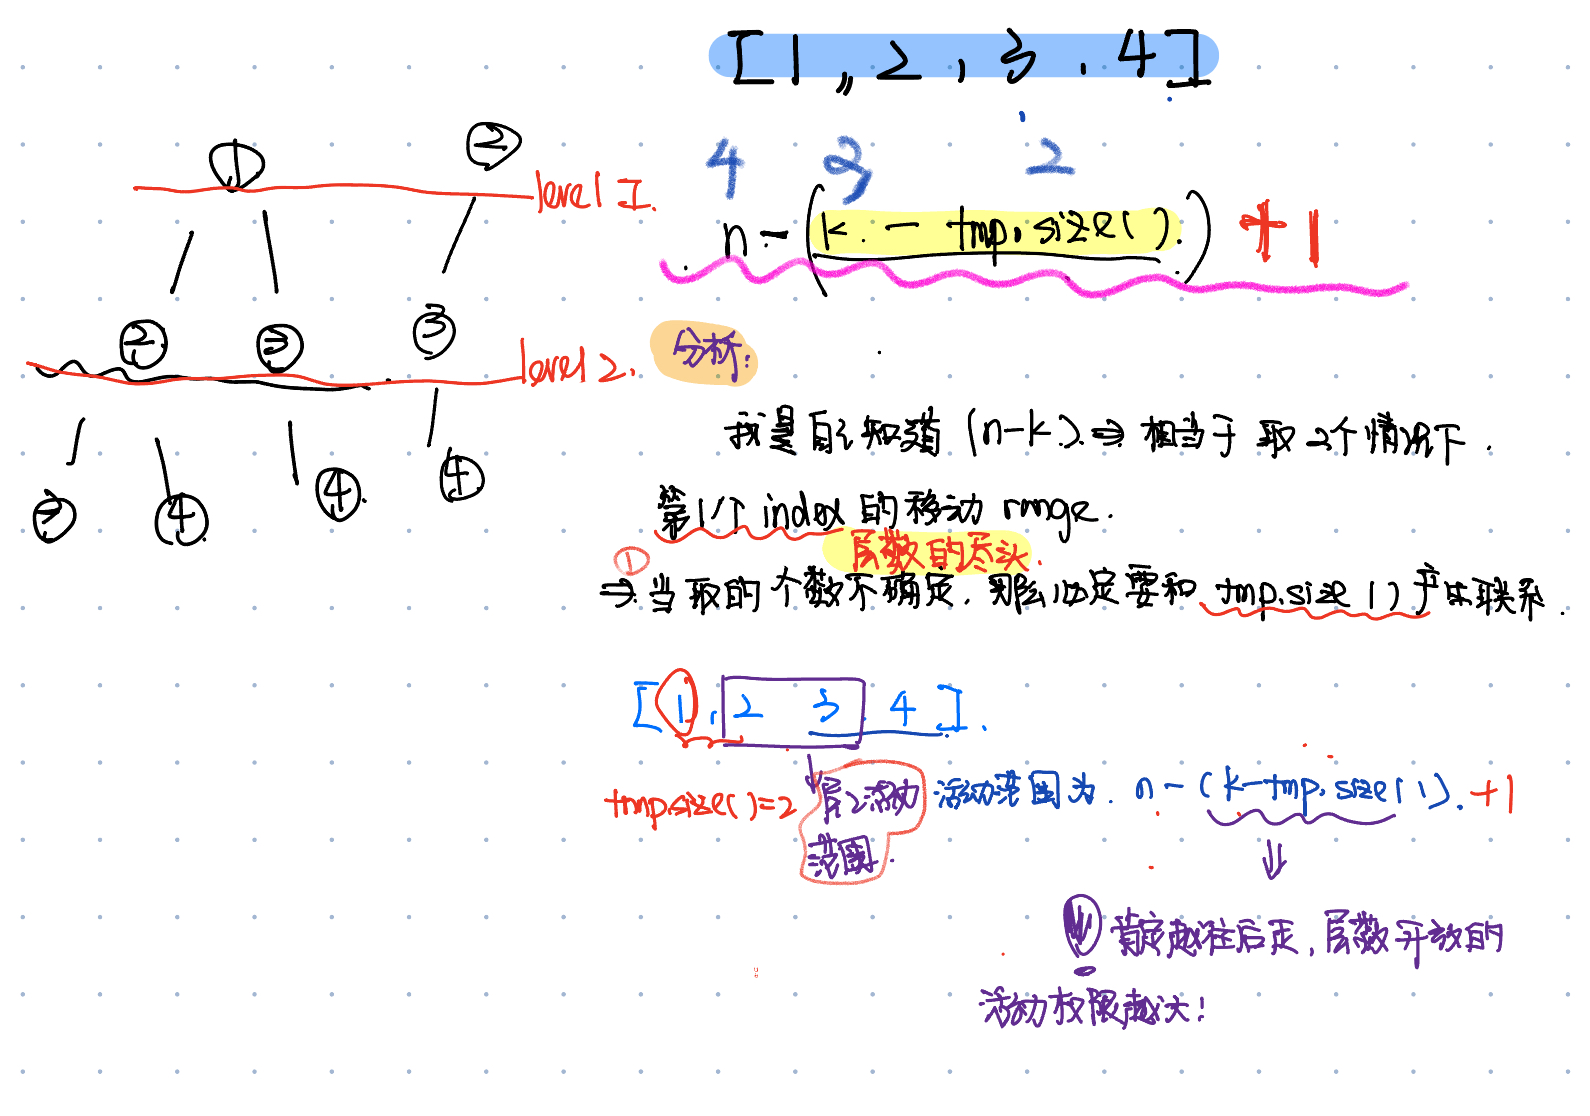 [1,2,3,4]
4 3 2
n-(k-tmp.size())+1
① ②
level 1.
② ③ ③
level 2.
③ ④ ④ ④
分析:
我是自己知道 (n-k) ⇒ 相当于 取2个情况下.
第1个 index 的移动 range.
① 层数的尽头.
⇒ 当取的个数不确定, 那么必定要和 tmp.size() 产生联系.
[1, 2 3 4].
tmp.size()=2 层2活动范围. 活动范围为. n-(k-tmp.size()).+1
肯定越往后走, 层数开放的
活动权限越大!